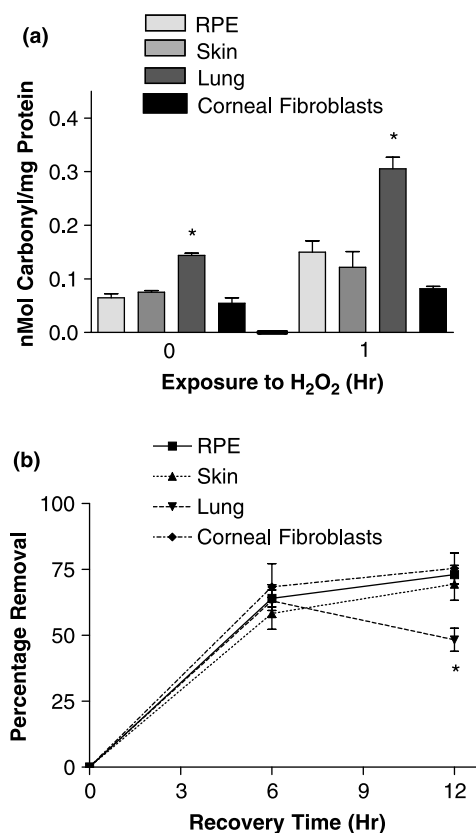 (a)
RPE
Skin
Lung
Corneal Fibroblasts
nMol Carbonyl/mg Protein
0.4
0.3
0.2
0.1
0.0
*
*
0 1
Exposure to H₂O₂ (Hr)
(b)
RPE
Skin
Lung
Corneal Fibroblasts
Percentage Removal
100
75
50
25
0
*
0 3 6 9 12
Recovery Time (Hr)